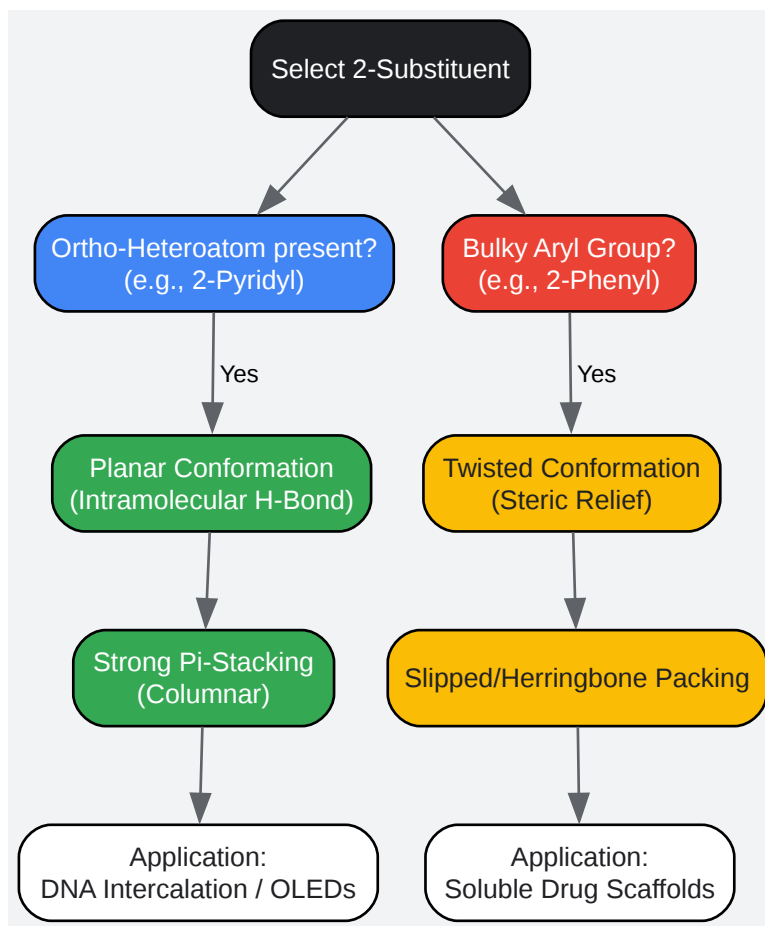 Select 2-Substituent
Ortho-Heteroatom present?
(e.g., 2-Pyridyl)
Bulky Aryl Group?
(e.g., 2-Phenyl)
Yes
Yes
Planar Conformation
(Intramolecular H-Bond)
Twisted Conformation
(Steric Relief)
Strong Pi-Stacking
(Columnar)
Slipped/Herringbone Packing
Application:
DNA Intercalation / OLEDs
Application:
Soluble Drug Scaffolds